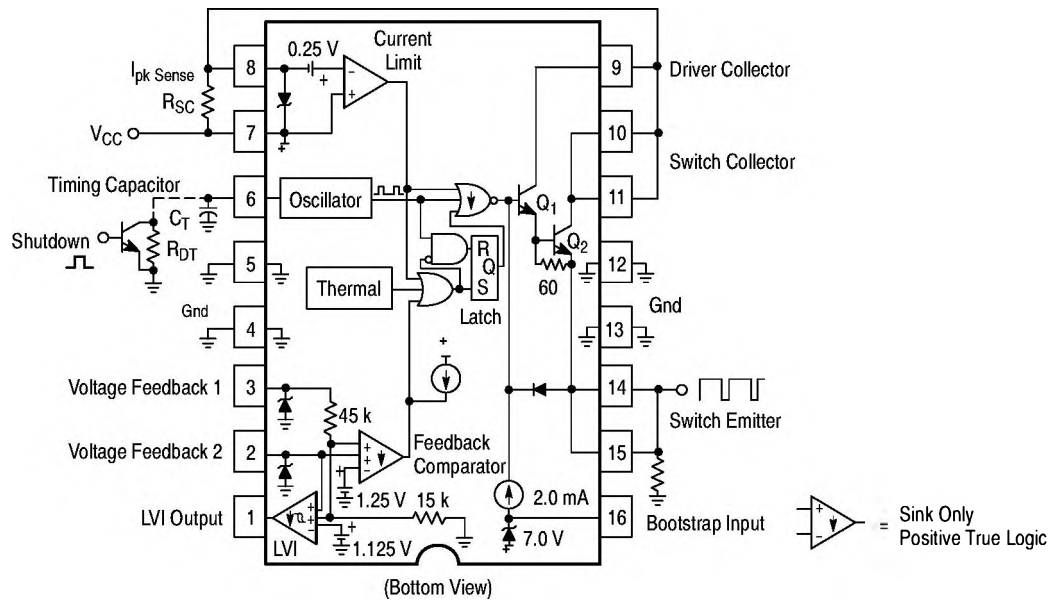 0.25 V
Current
Limit
Ipk Sense
RSC
VCC
Timing Capacitor
CT
Shutdown
RDT
Gnd
Voltage Feedback 1
Voltage Feedback 2
LVI Output
8
7
6
5
4
3
2
1
-
+
+
+
Oscillator
Thermal
R
Q
S
Latch
Q1
Q2
60
+
45 k
+
+
-
Feedback
Comparator
+
1.25 V
15 k
+
+
-
+
1.125 V
LVI
2.0 mA
7.0 V
+
9
10
11
12
13
14
15
16
Driver Collector
Switch Collector
Gnd
Switch Emitter
Bootstrap Input
+
-
= Sink Only
Positive True Logic
(Bottom View)